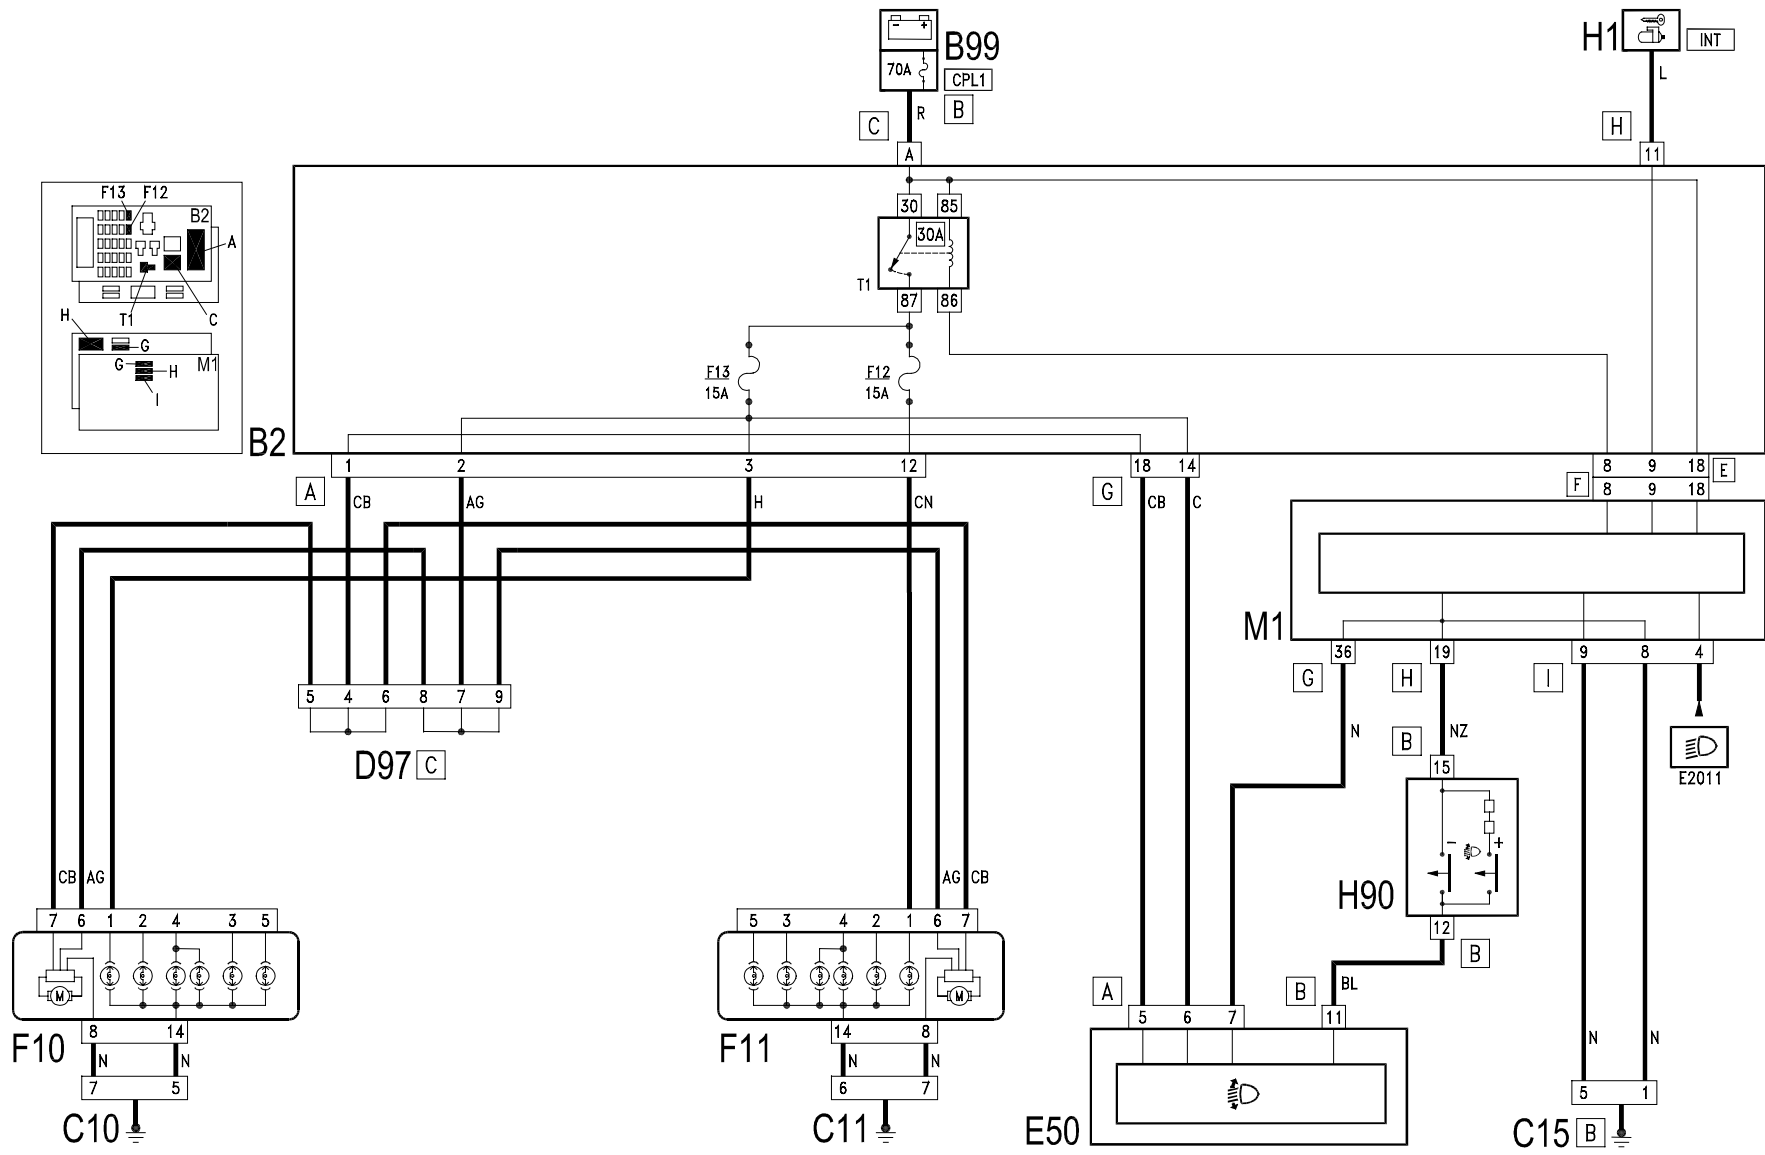 B99
70A
CPL1
B
R
C
A
H1
INT
L
H
11
F13 F12
B2
A
T1
C
H
G
M1
G
H
I
B2
30 85
30A
T1
87 86
F13
15A
F12
15A
1 2 3 12
A
CB AG H CN
18 14
G
CB C
8 9 18
E
F
8 9 18
M1
36 19 9 8 4
G H I
N NZ
E2011
5 4 6 8 7 9
D97 C
B
15
- +
H90
12
B
BL
CB AG
7 6 1 2 4 3 5
M
F10
8 14
N N
7 5
C10
AG CB
5 3 4 2 1 6 7
M
F11
14 8
N N
6 7
C11
A B
5 6 7 11
E50
N N
5 1
C15 B